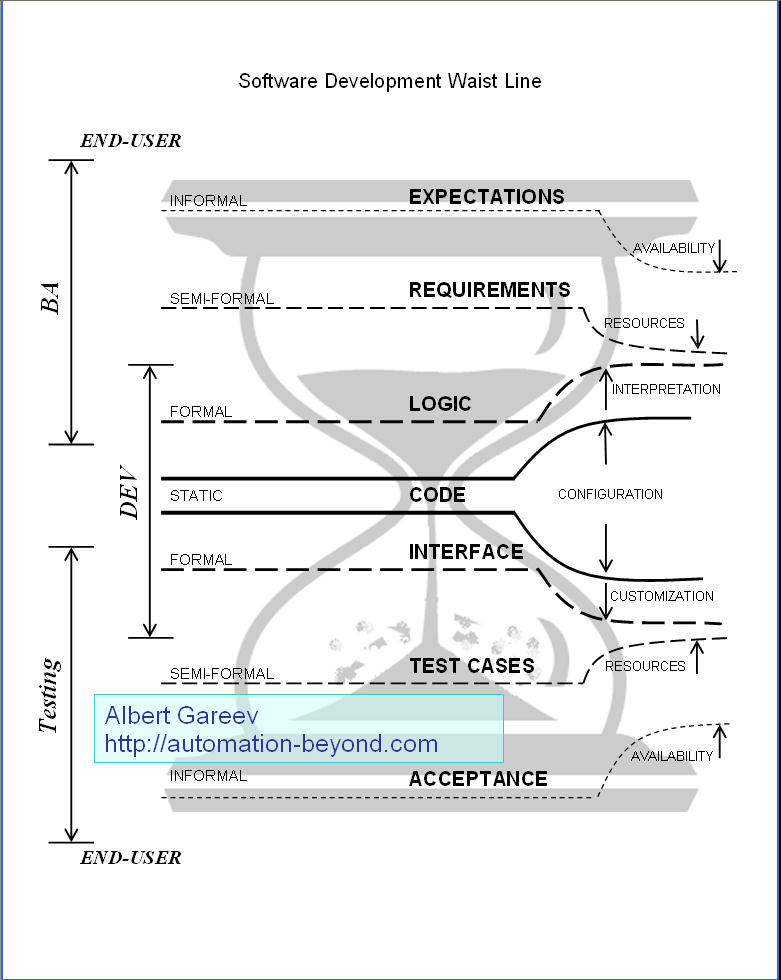 Software Development Waist Line
END-USER
INFORMAL
EXPECTATIONS
AVAILABILITY
BA
SEMI-FORMAL
REQUIREMENTS
RESOURCES
INTERPRETATION
FORMAL
LOGIC
DEV
STATIC
CODE
CONFIGURATION
FORMAL
INTERFACE
CUSTOMIZATION
Testing
SEMI-FORMAL
TEST CASES
RESOURCES
Albert Gareev
http://automation-beyond.com
AVAILABILITY
INFORMAL
ACCEPTANCE
END-USER